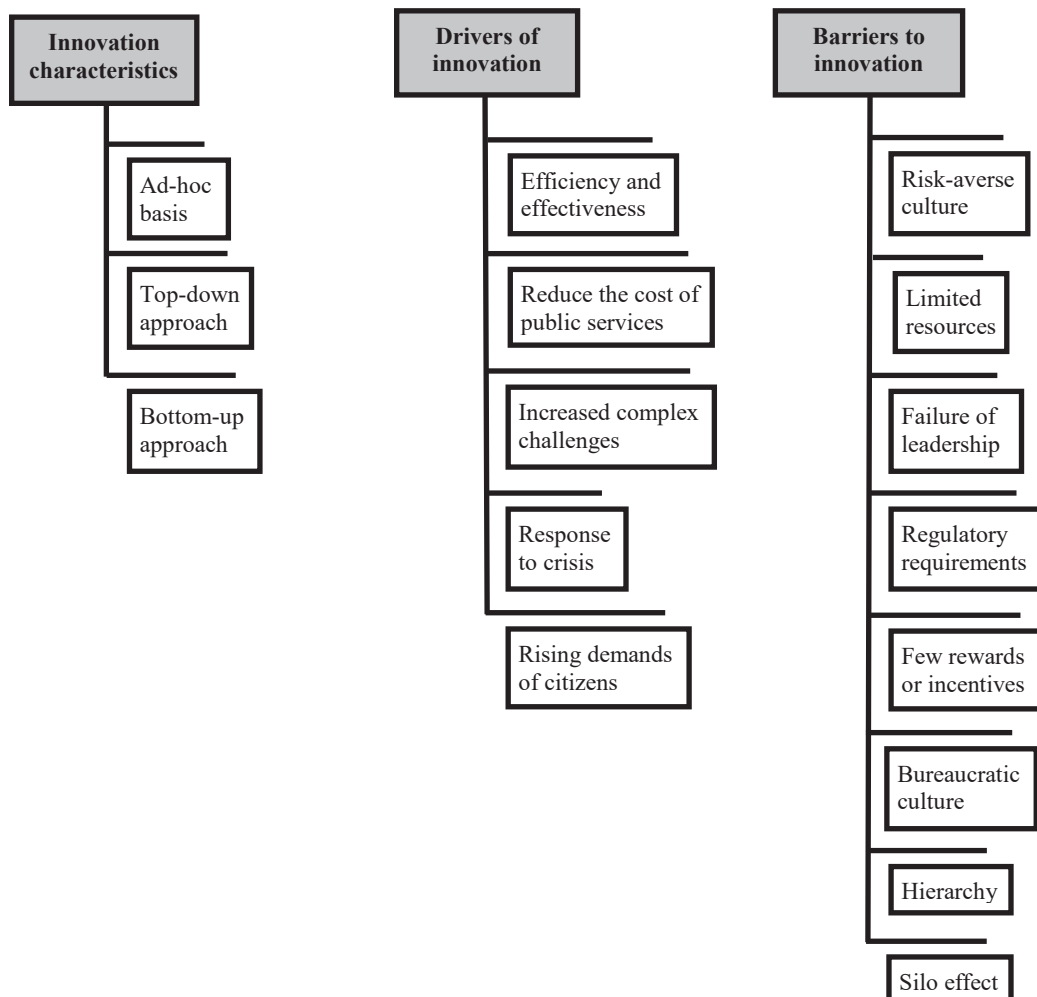 Innovation
characteristics
Ad-hoc
basis
Top-down
approach
Bottom-up
approach
Drivers of
innovation
Efficiency and
effectiveness
Reduce the cost of
public services
Increased complex
challenges
Response
to crisis
Rising demands
of citizens
Barriers to
innovation
Risk-averse
culture
Limited
resources
Failure of
leadership
Regulatory
requirements
Few rewards
or incentives
Bureaucratic
culture
Hierarchy
Silo effect